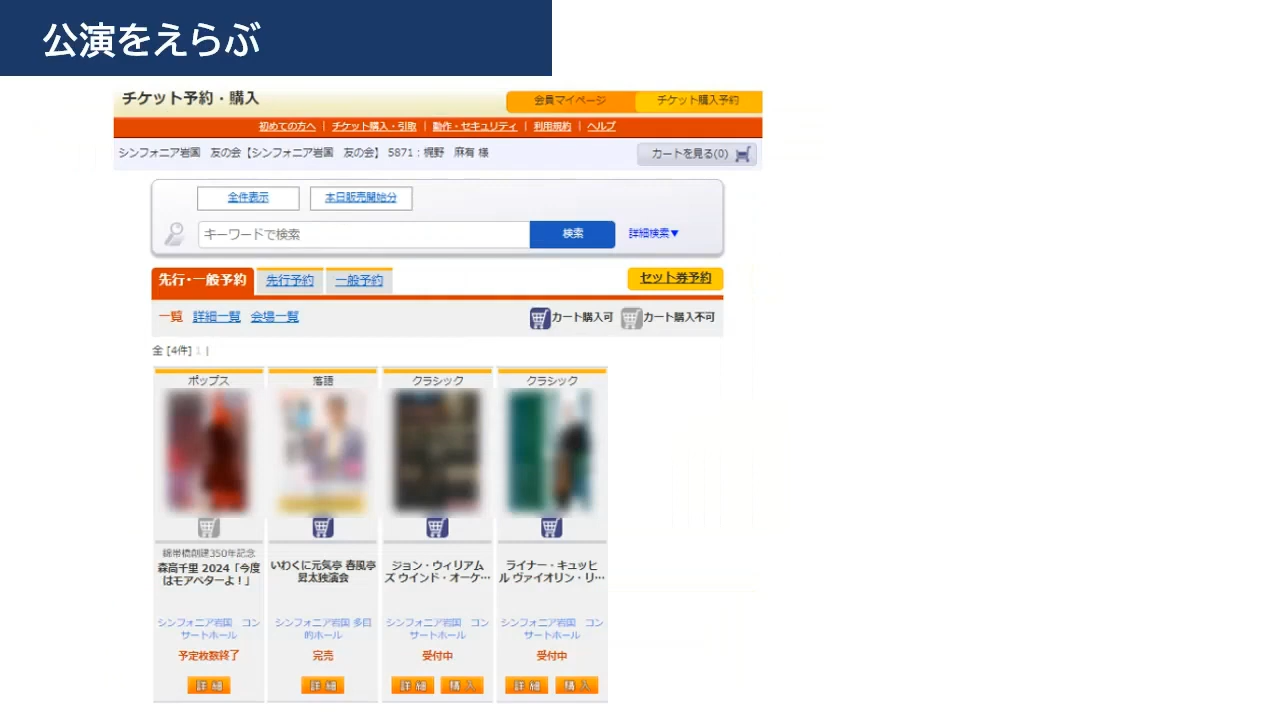 公演をえらぶ
チケット予約・購入
会員マイページ
チケット購入予約
初めての方へ | チケット購入・引取 | 動作・セキュリティ | 利用規約 | ヘルプ
シンフォニア岩国 友の会【シンフォニア岩国 友の会】 5871:梶野 麻有 様
カートを見る(0)
全件表示
本日販売開始分
キーワードで検索
検索
詳細検索▼
先行・一般予約
先行予約
一般予約
セット券予約
一覧 詳細一覧 会場一覧
カート購入可
カート購入不可
全 [4件] 1 |
ポップス
錦帯橋創建350年記念
森高千里 2024「今度
はモアベターよ!」
シンフォニア岩国 コン
サートホール
予定枚数終了
詳 細
落語
いわくに元気亭 春風亭
昇太独演会
シンフォニア岩国 多目
的ホール
完売
詳 細
クラシック
ジョン・ウィリアム
ズ ウインド・オーケ…
シンフォニア岩国 コン
サートホール
受付中
詳 細
購 入
クラシック
ライナー・キュッヒ
ル ヴァイオリン・リ…
シンフォニア岩国 コン
サートホール
受付中
詳 細
購 入